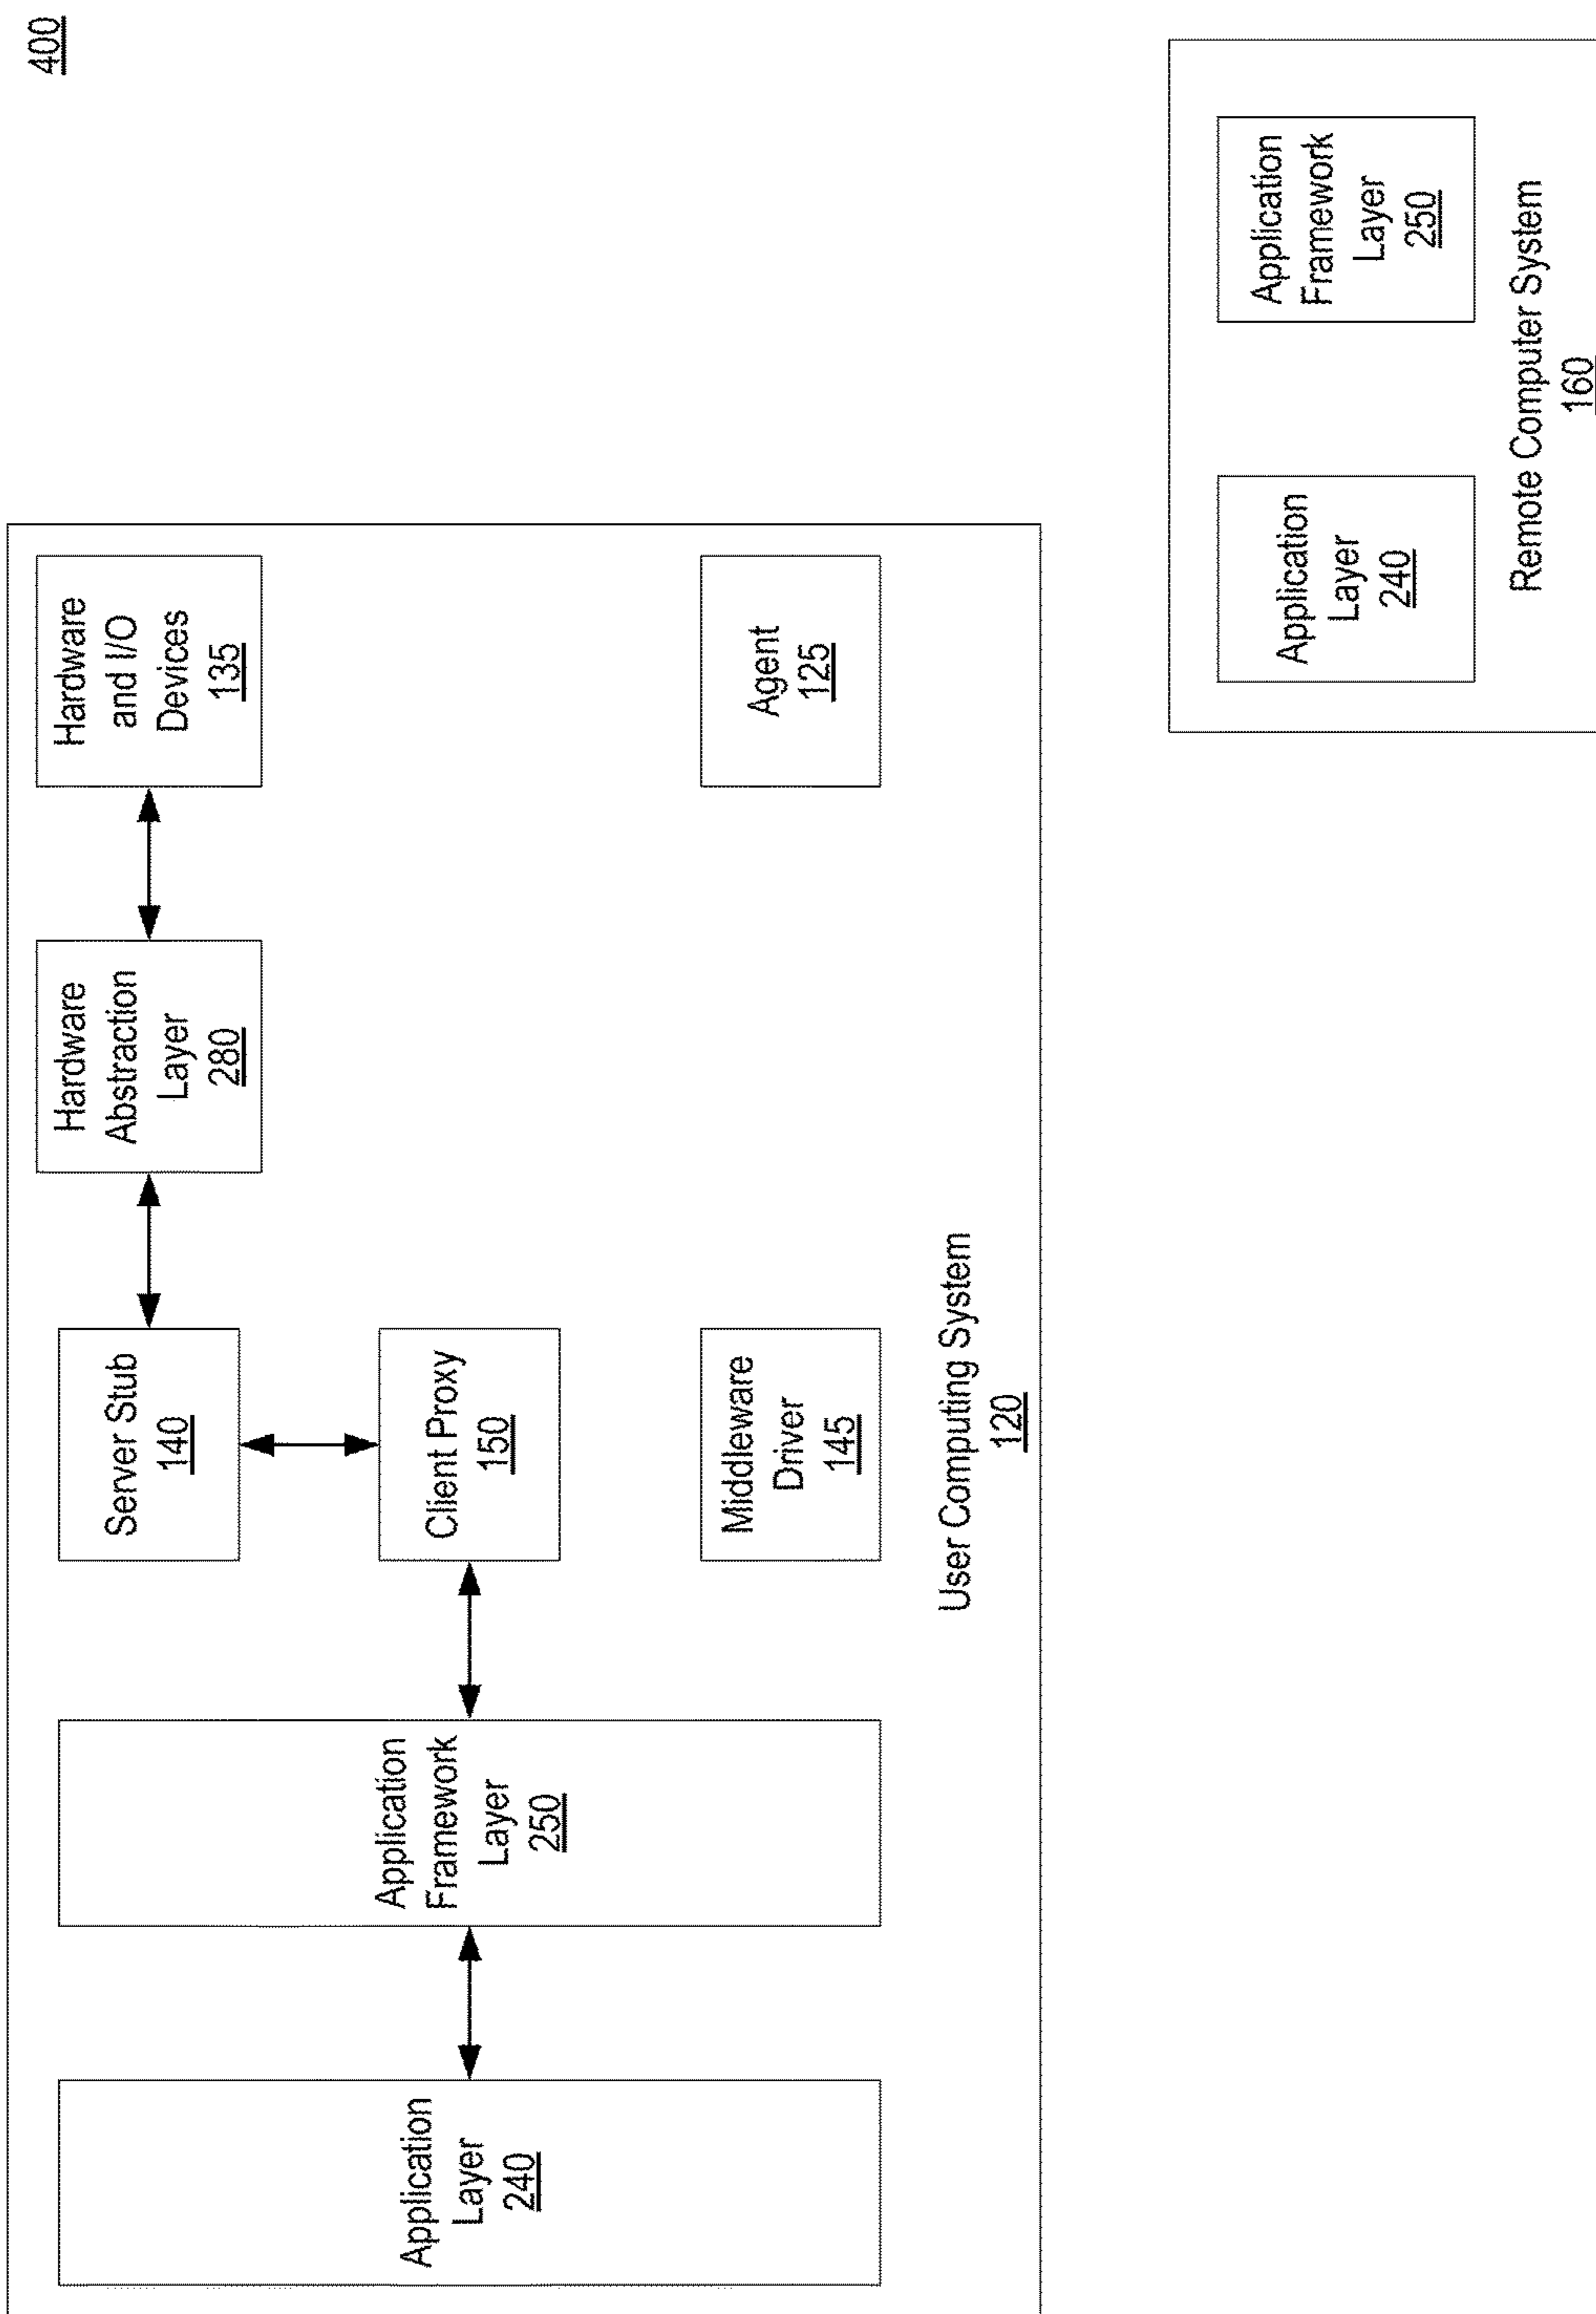 400
Application
Layer
240
Application
Framework
Layer
250
Server Stub
140
Client Proxy
150
Middleware
Driver
145
Hardware
Abstraction
Layer
280
Hardware
and I/O
Devices
135
Agent
125
User Computing System
120
Application
Layer
240
Application
Framework
Layer
250
Remote Computer System
160